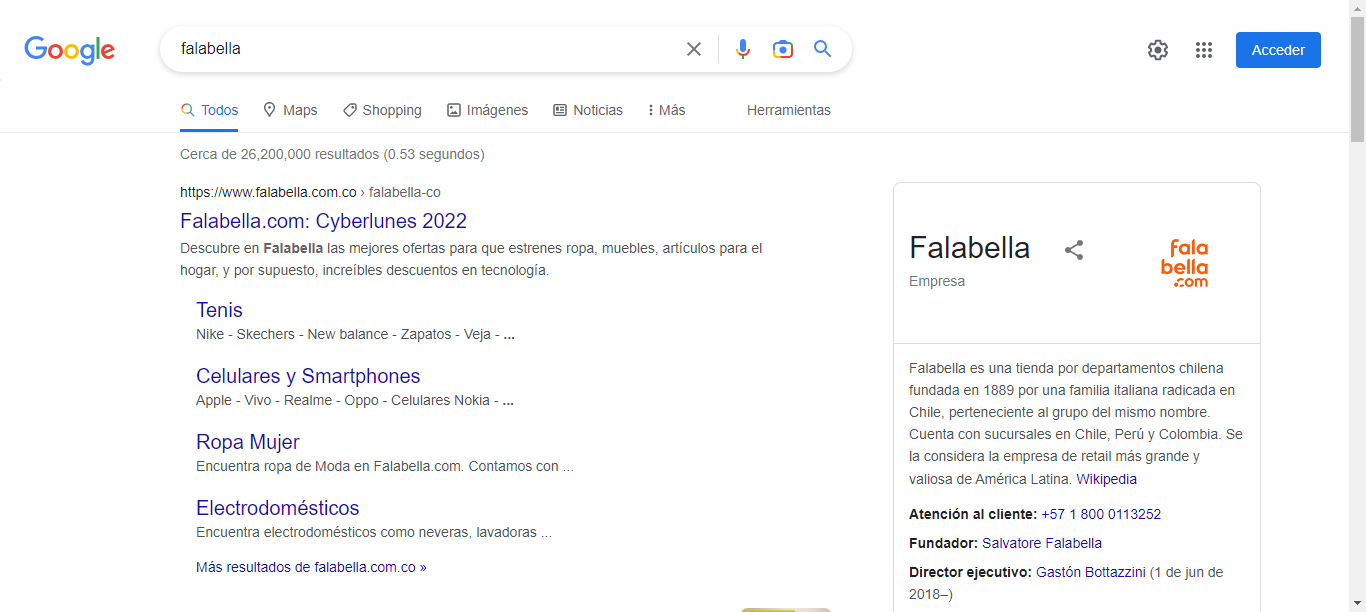 Google
falabella
Acceder
Todos
Maps
Shopping
Imágenes
Noticias
Más
Herramientas
Cerca de 26,200,000 resultados (0.53 segundos)
https://www.falabella.com.co › falabella-co
Falabella.com: Cyberlunes 2022
Descubre en Falabella las mejores ofertas para que estrenes ropa, muebles, artículos para el
hogar, y por supuesto, increíbles descuentos en tecnología.
Tenis
Nike - Skechers - New balance - Zapatos - Veja - ...
Celulares y Smartphones
Apple - Vivo - Realme - Oppo - Celulares Nokia - ...
Ropa Mujer
Encuentra ropa de Moda en Falabella.com. Contamos con ...
Electrodomésticos
Encuentra electrodomésticos como neveras, lavadoras ...
Más resultados de falabella.com.co »
Falabella
Empresa
fala
bella
.com
Falabella es una tienda por departamentos chilena
fundada en 1889 por una familia italiana radicada en
Chile, perteneciente al grupo del mismo nombre.
Cuenta con sucursales en Chile, Perú y Colombia. Se
la considera la empresa de retail más grande y
valiosa de América Latina. Wikipedia
Atención al cliente: +57 1 800 0113252
Fundador: Salvatore Falabella
Director ejecutivo: Gastón Bottazzini (1 de jun de
2018–)